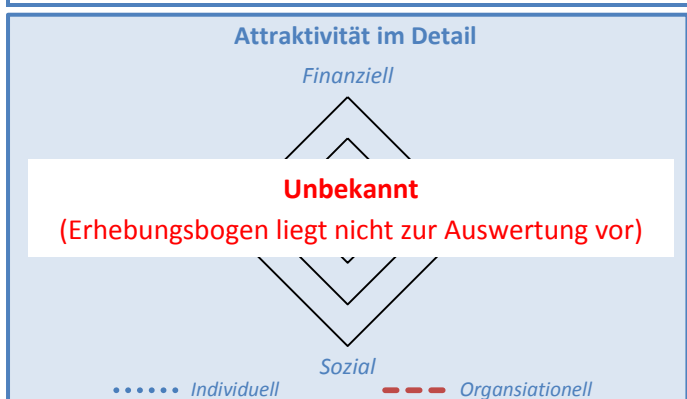 Attraktivität im Detail
Finanziell
Unbekannt
(Erhebungsbogen liegt nicht zur Auswertung vor)
Sozial
Individuell Organsiationell